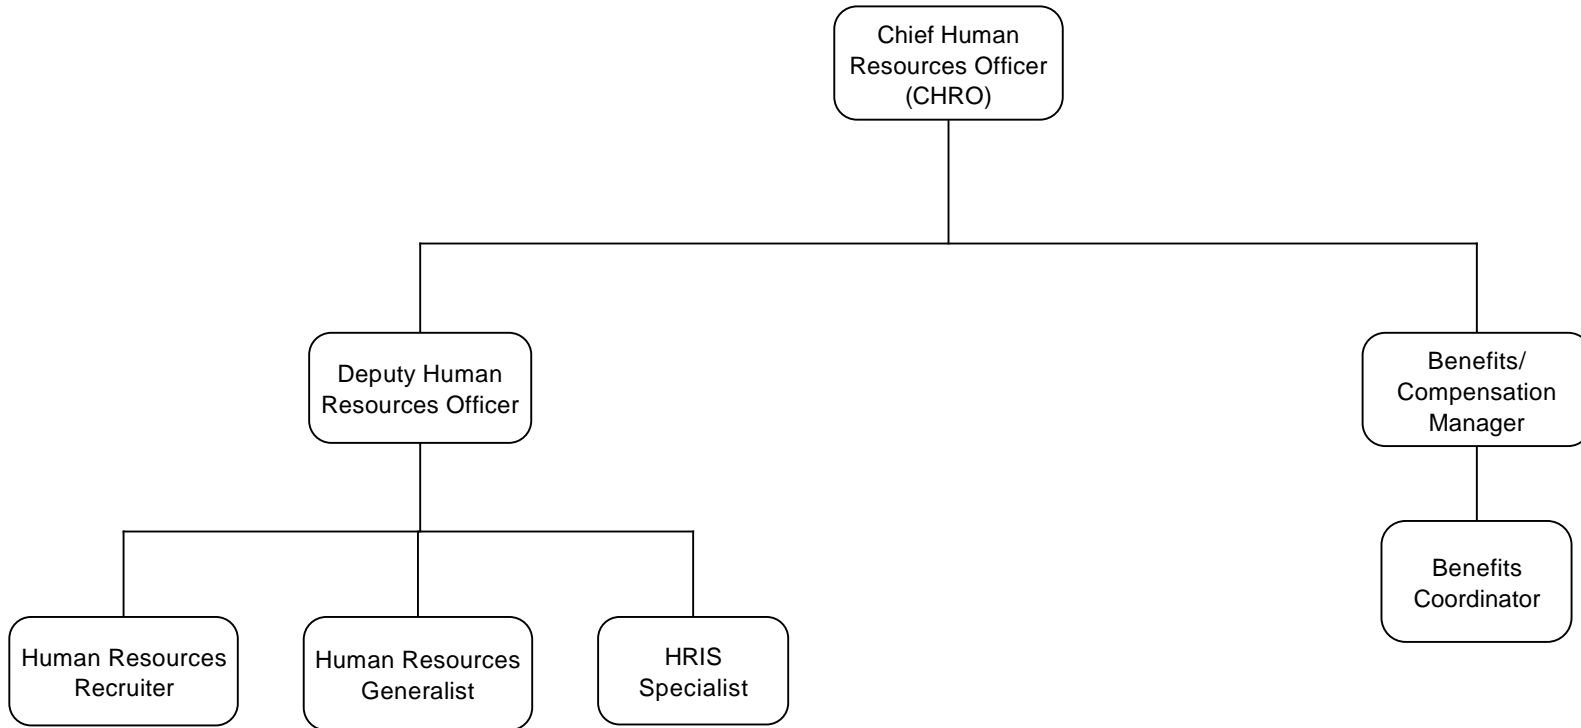 Chief Human
Resources Officer
(CHRO)
Deputy Human
Resources Officer
Benefits/
Compensation
Manager
Benefits
Coordinator
Human Resources
Recruiter
Human Resources
Generalist
HRIS
Specialist